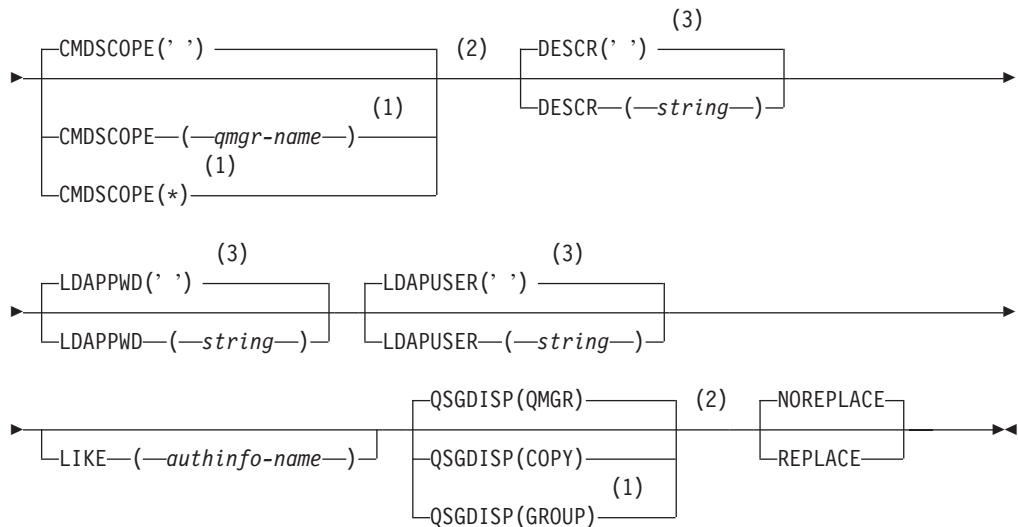 CMDSCOPE(’ ’) (2) DESCR(’ ’) (3)
CMDSCOPE ( qmgr-name ) (1) DESCR ( string )
CMDSCOPE(*) (1)
LDAPPWD(’ ’) (3) LDAPUSER(’ ’) (3)
LDAPPWD ( string ) LDAPUSER ( string )
LIKE ( authinfo-name ) QSGDISP(QMGR) (2) NOREPLACE
QSGDISP(COPY) REPLACE
QSGDISP(GROUP) (1)